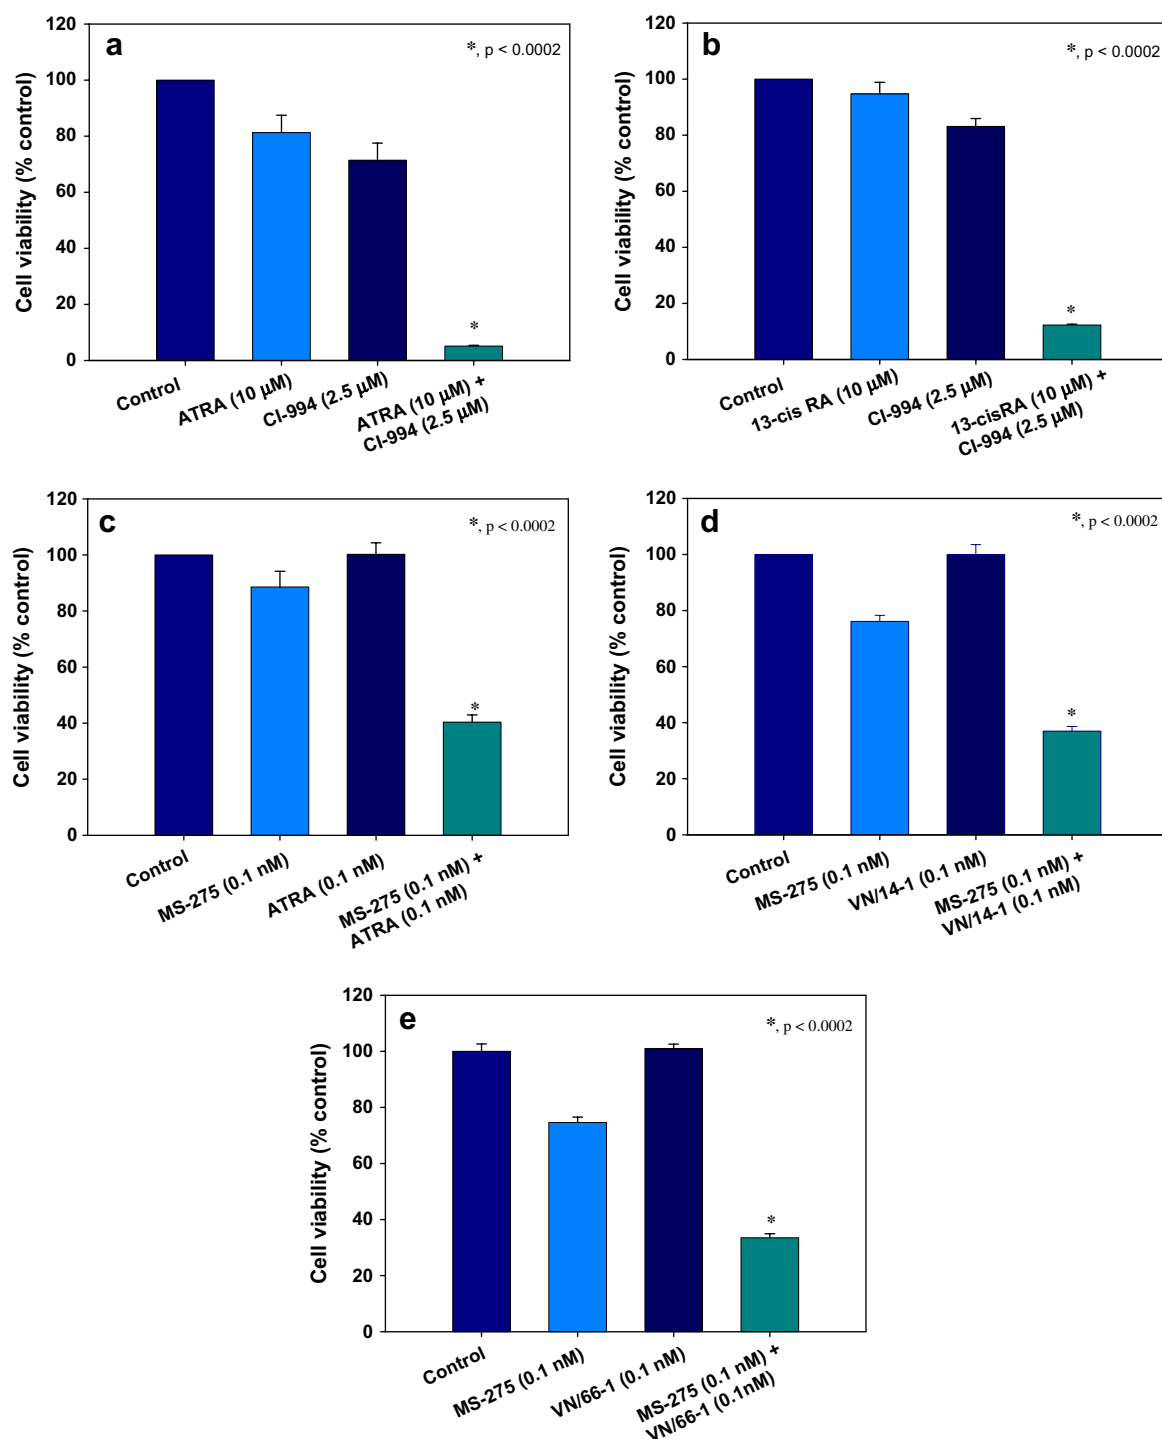 a
*, p < 0.0002
Cell viability (% control)
120
100
80
60
40
20
0
*
Control
ATRA (10 μM)
CI-994 (2.5 μM)
ATRA (10 μM) +
CI-994 (2.5 μM)
b
*, p < 0.0002
Cell viability (% control)
120
100
80
60
40
20
0
*
Control
13-cis RA (10 μM)
CI-994 (2.5 μM)
13-cisRA (10 μM) +
CI-994 (2.5 μM)
c
*, p < 0.0002
Cell viability (% control)
120
100
80
60
40
20
0
*
Control
MS-275 (0.1 nM)
ATRA (0.1 nM)
MS-275 (0.1 nM) +
ATRA (0.1 nM)
d
*, p < 0.0002
Cell viability (% control)
120
100
80
60
40
20
0
*
Control
MS-275 (0.1 nM)
VN/14-1 (0.1 nM)
MS-275 (0.1 nM) +
VN/14-1 (0.1 nM)
e
*, p < 0.0002
Cell viability (% control)
120
100
80
60
40
20
0
*
Control
MS-275 (0.1 nM)
VN/66-1 (0.1 nM)
MS-275 (0.1 nM) +
VN/66-1 (0.1nM)